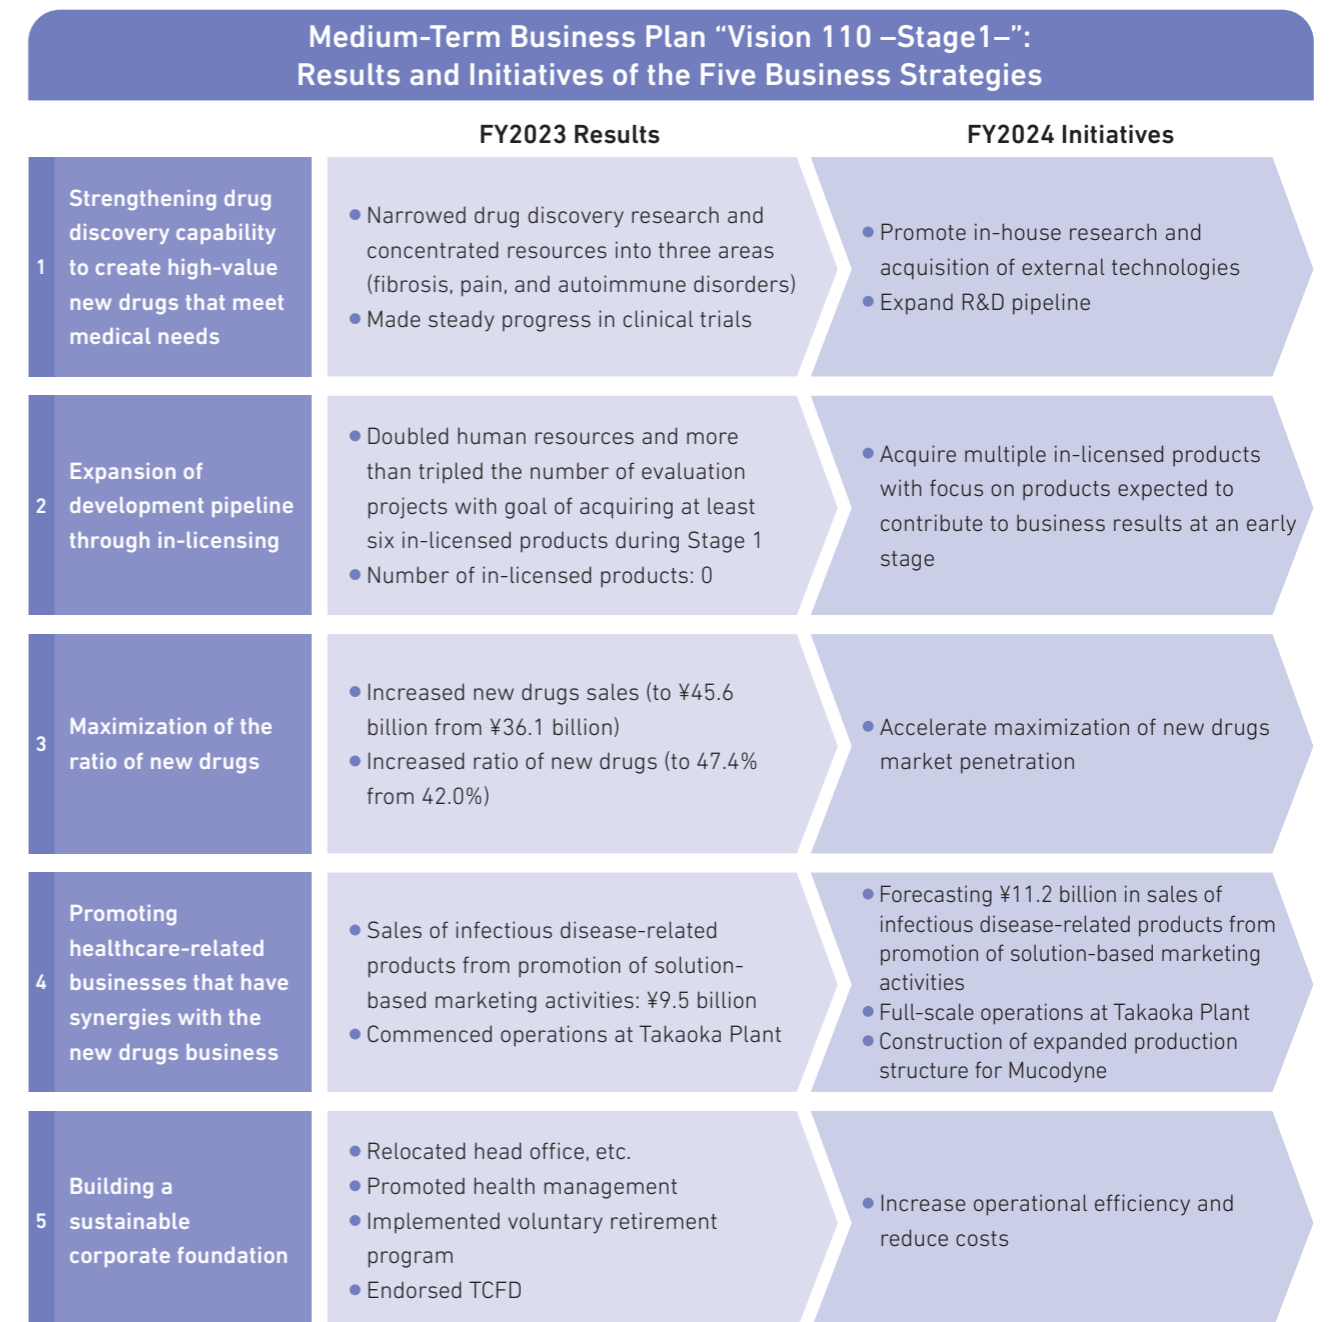 Medium-Term Business Plan “Vision 110 –Stage1–”:
Results and Initiatives of the Five Business Strategies
FY2023 Results
FY2024 Initiatives
1
Strengthening drug
discovery capability
to create high-value
new drugs that meet
medical needs
● Narrowed drug discovery research and
concentrated resources into three areas
(fibrosis, pain, and autoimmune disorders)
● Made steady progress in clinical trials
● Promote in-house research and
acquisition of external technologies
● Expand R&D pipeline
2
Expansion of
development pipeline
through in-licensing
● Doubled human resources and more
than tripled the number of evaluation
projects with goal of acquiring at least
six in-licensed products during Stage 1
● Number of in-licensed products: 0
● Acquire multiple in-licensed products
with focus on products expected to
contribute to business results at an early
stage
3
Maximization of the
ratio of new drugs
● Increased new drugs sales (to ¥45.6
billion from ¥36.1 billion)
● Increased ratio of new drugs (to 47.4%
from 42.0%)
● Accelerate maximization of new drugs
market penetration
4
Promoting
healthcare-related
businesses that have
synergies with the
new drugs business
● Sales of infectious disease-related
products from promotion of solution-
based marketing activities: ¥9.5 billion
● Commenced operations at Takaoka Plant
● Forecasting ¥11.2 billion in sales of
infectious disease-related products from
promotion of solution-based marketing
activities
● Full-scale operations at Takaoka Plant
● Construction of expanded production
structure for Mucodyne
5
Building a
sustainable
corporate foundation
● Relocated head office, etc.
● Promoted health management
● Implemented voluntary retirement
program
● Endorsed TCFD
● Increase operational efficiency and
reduce costs